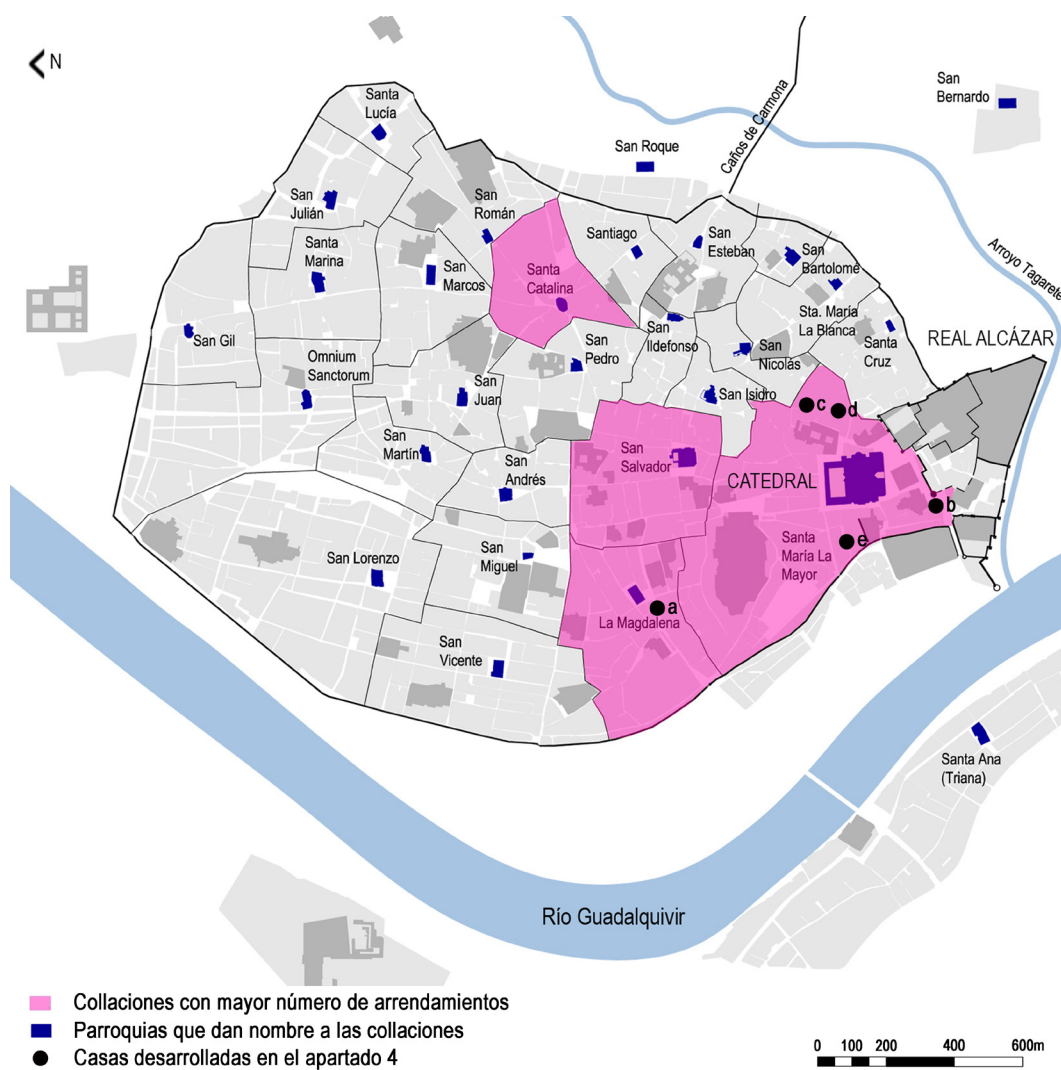 N
San
Bernardo
Santa
Lucía
Caños de Carmona
San Roque
San
Julián
San
Román
Santiago
San
Esteban
San
Bartolomé
Santa
Marina
San
Marcos
Santa
Catalina
Arroyo Tagarete
Sta. María
La Blanca
San Gil
San
Ildefonso
Santa
Cruz
REAL ALCÁZAR
Omnium
Sanctorum
San
Pedro
San
Nicolás
San
Juan
San Isidro
c
d
San
Martín
San
Salvador
San
Andrés
CATEDRAL
b
San Lorenzo
San
Miguel
Santa
María La
Mayor
e
a
La Magdalena
San
Vicente
Santa Ana
(Triana)
Río Guadalquivir
Collaciones con mayor número de arrendamientos
Parroquias que dan nombre a las collaciones
Casas desarrolladas en el apartado 4
0 100 200 400 600m